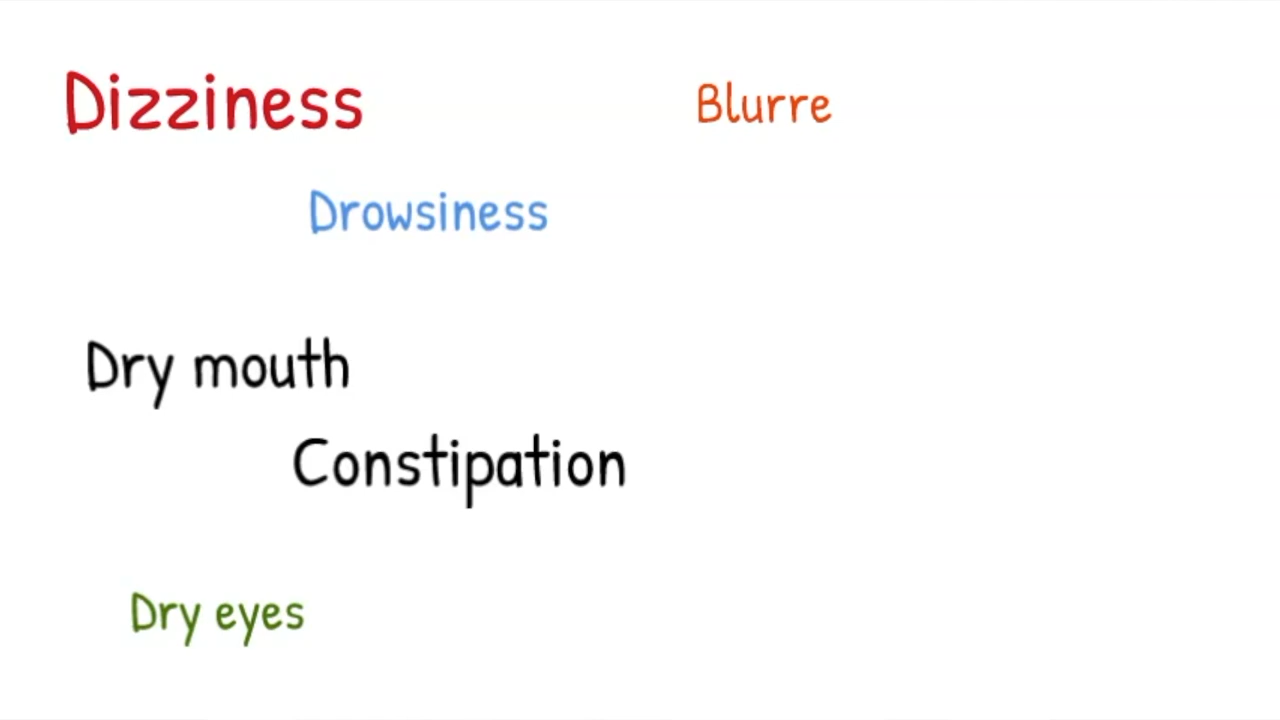 Dizziness
Blurre
Drowsiness
Dry mouth
Constipation
Dry eyes